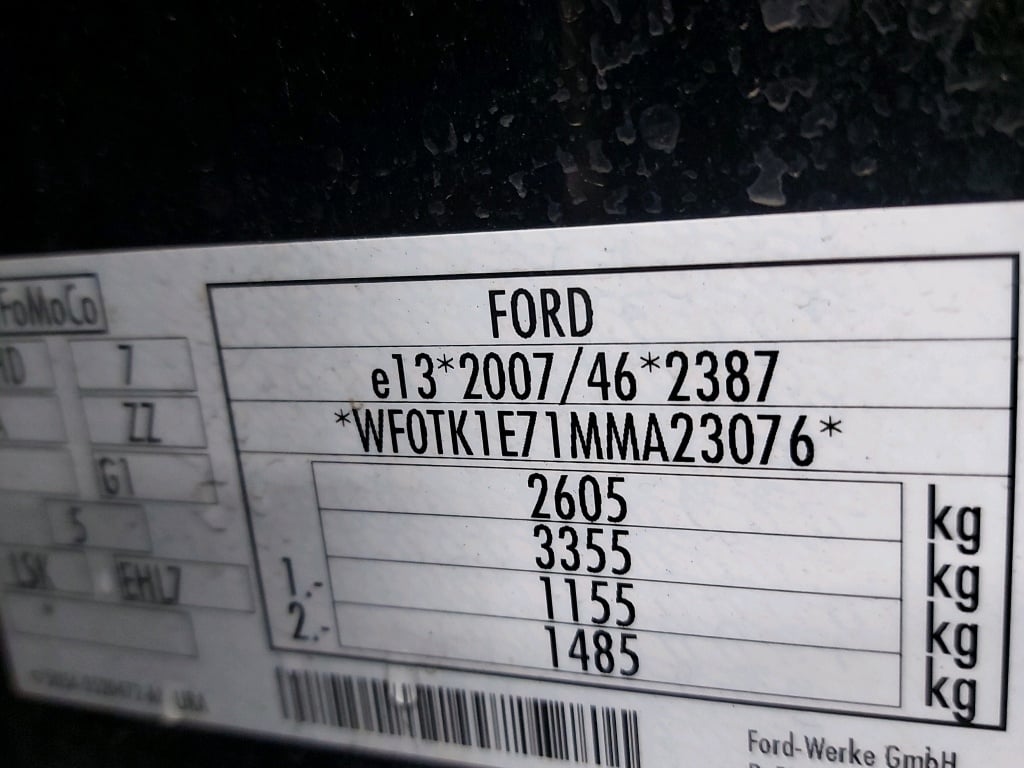 FoMoCo
7
ZZ
G1
5
FORD
e13*2007/46*2387
*WF0TK1E71MMA23076*
2605 kg
3355 kg
1.- 1155 kg
2.- 1485 kg
Ford-Werke GmbH